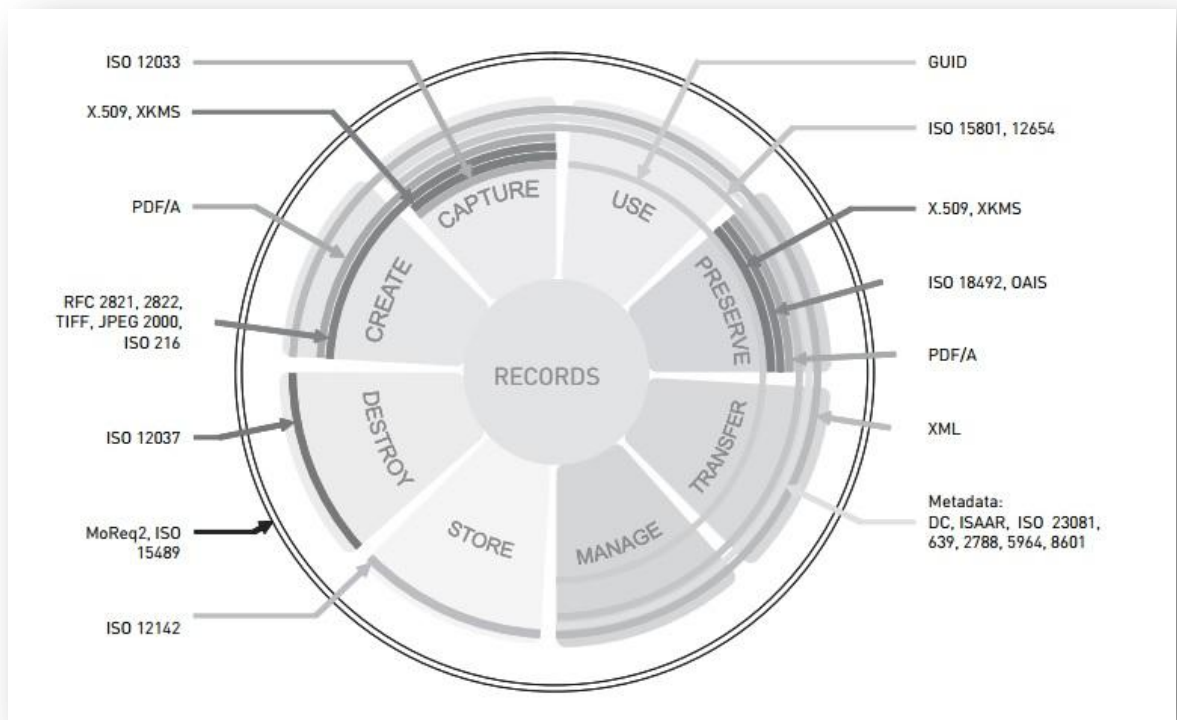 ISO 12033
X.509, XKMS
PDF/A
RFC 2821, 2822,
TIFF, JPEG 2000,
ISO 216
ISO 12037
MoReq2, ISO
15489
ISO 12142
CAPTURE
USE
CREATE
PRESERVE
RECORDS
DESTROY
TRANSFER
STORE
MANAGE
GUID
ISO 15801, 12654
X.509, XKMS
ISO 18492, OAIS
PDF/A
XML
Metadata:
DC, ISAAR, ISO 23081,
639, 2788, 5964, 8601